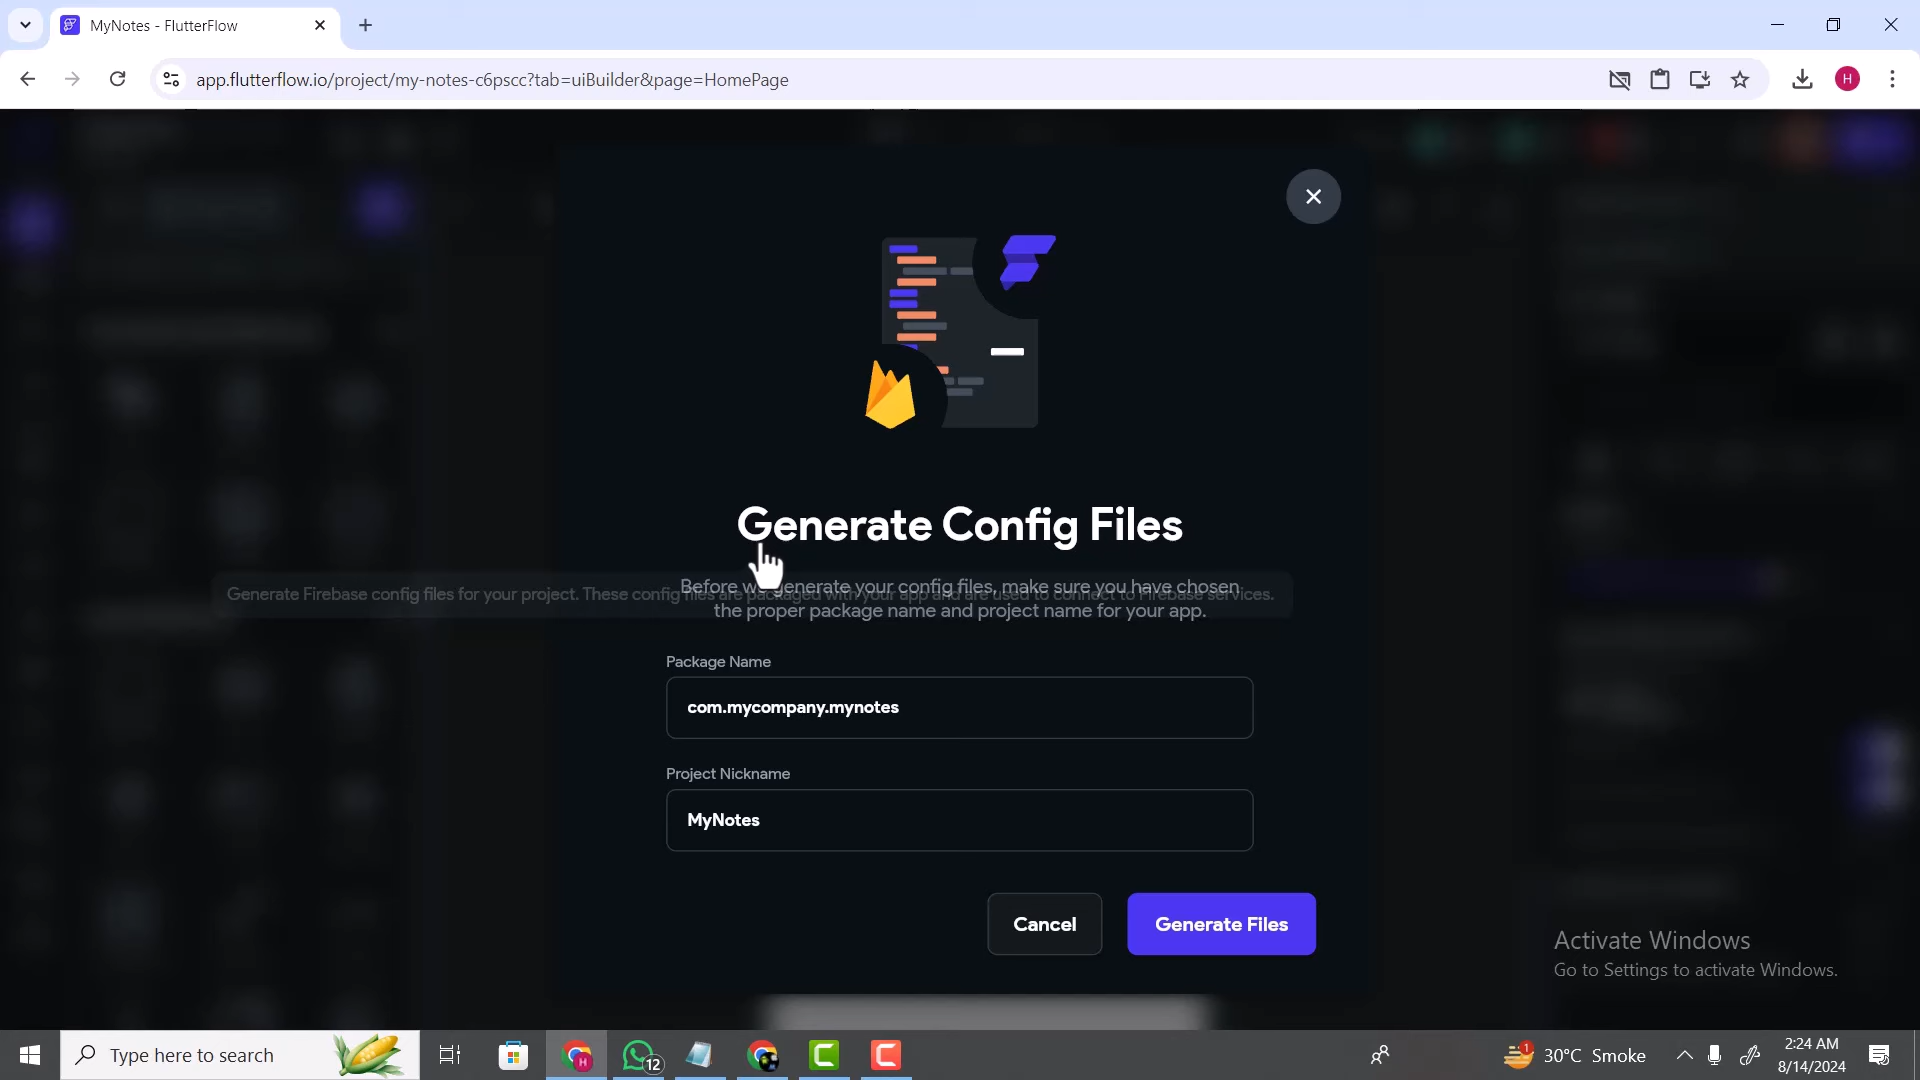 MyNotes - FlutterFlow
app.flutterflow.io/project/my-notes-c6pscc?tab=uiBuilder&page=HomePage
H
Generate Config Files
Generate Firebase config files for your project. These config files are packaged with your app and are used to connect to Firebase services.
Before we generate your config files, make sure you have chosen
the proper package name and project name for your app.
Package Name
com.mycompany.mynotes
Project Nickname
MyNotes
Cancel
Generate Files
Activate Windows
Go to Settings to activate Windows.
Type here to search
H
12
1
30°C Smoke
2:24 AM
8/14/2024